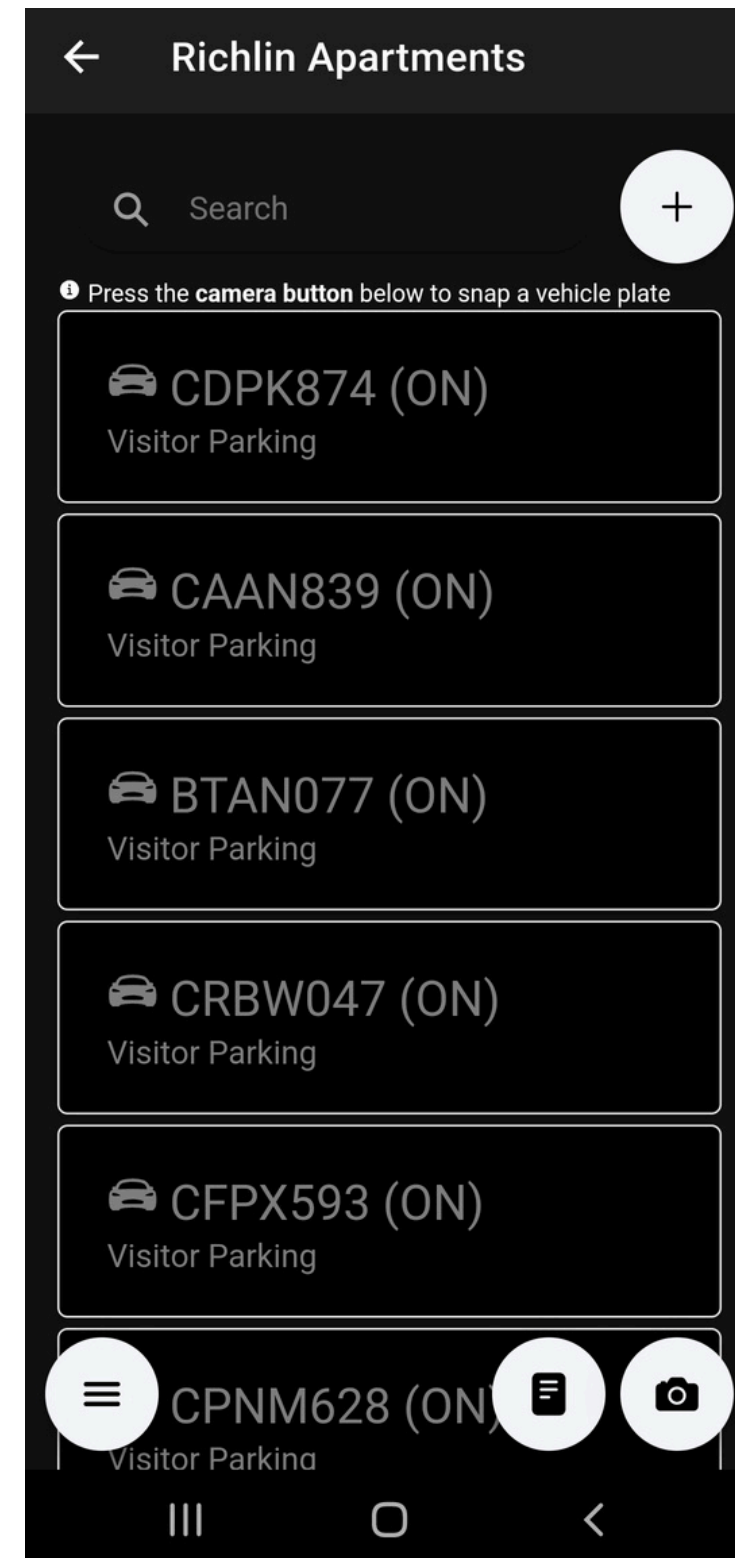 Richlin Apartments
Search
Press the camera button below to snap a vehicle plate
CDPK874 (ON)
Visitor Parking
CAAN839 (ON)
Visitor Parking
BTAN077 (ON)
Visitor Parking
CRBW047 (ON)
Visitor Parking
CFPX593 (ON)
Visitor Parking
CPNM628 (ON)
Visitor Parking